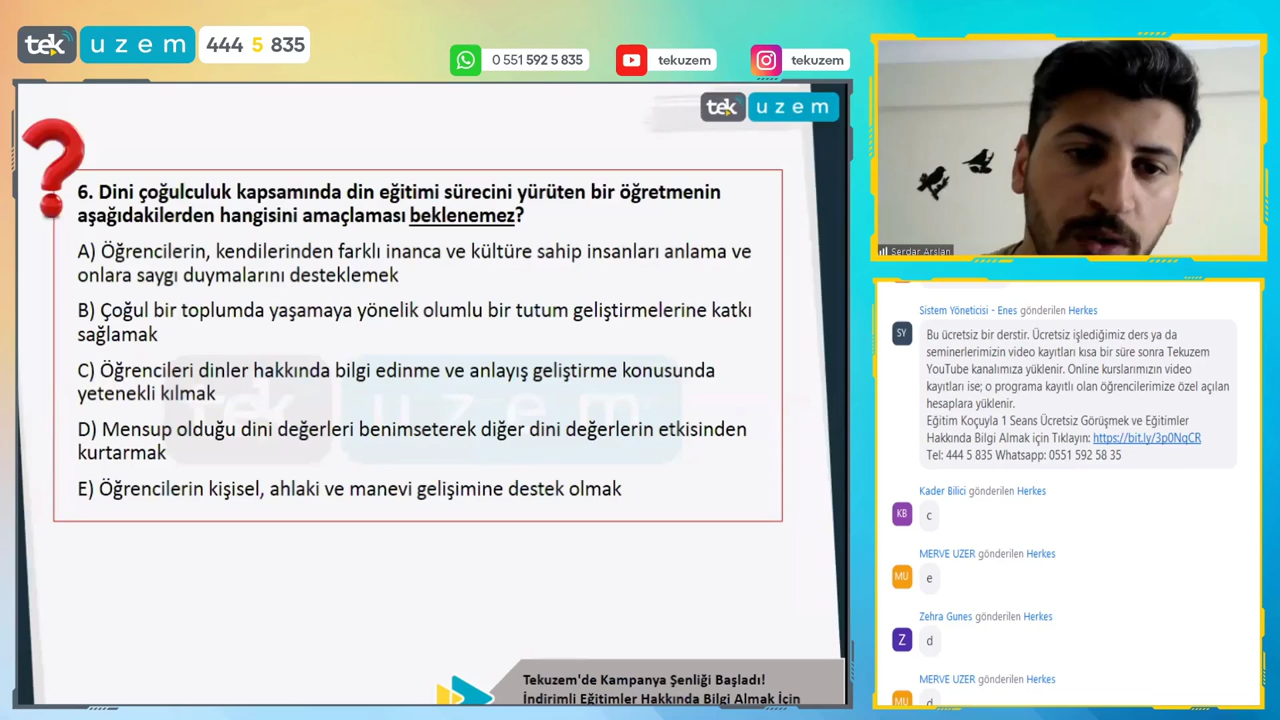 tek uzem 444 5 835
0 551 592 5 835
tekuzem
tekuzem
tek uzem
6. Dini çoğulculuk kapsamında din eğitimi sürecini yürüten bir öğretmenin
aşağıdakilerden hangisini amaçlaması beklenemez?
A) Öğrencilerin, kendilerinden farklı inanca ve kültüre sahip insanları anlama ve
onlara saygı duymalarını desteklemek
B) Çoğul bir toplumda yaşamaya yönelik olumlu bir tutum geliştirmelerine katkı
sağlamak
C) Öğrencileri dinler hakkında bilgi edinme ve anlayış geliştirme konusunda
yetenekli kılmak
D) Mensup olduğu dini değerleri benimseterek diğer dini değerlerin etkisinden
kurtarmak
E) Öğrencilerin kişisel, ahlaki ve manevi gelişimine destek olmak
tek uzem
Tekuzem'de Kampanya Şenliği Başladı!
İndirimli Eğitimler Hakkında Bilgi Almak İçin
Serdar Arslan
Sistem Yöneticisi - Enes gönderilen Herkes
SY
Bu ücretsiz bir derstir. Ücretsiz işlediğimiz ders ya da
seminerlerimizin video kayıtları kısa bir süre sonra Tekuzem
YouTube kanalımıza yüklenir. Online kurslarımızın video
kayıtları ise; o programa kayıtlı olan öğrencilerimize özel açılan
hesaplara yüklenir.
Eğitim Koçuyla 1 Seans Ücretsiz Görüşmek ve Eğitimler
Hakkında Bilgi Almak için Tıklayın: https://bit.ly/3p0NqCR
Tel: 444 5 835 Whatsapp: 0551 592 58 35
Kader Bilici gönderilen Herkes
KB c
MERVE UZER gönderilen Herkes
MU e
Zehra Gunes gönderilen Herkes
Z d
MERVE UZER gönderilen Herkes
MU d